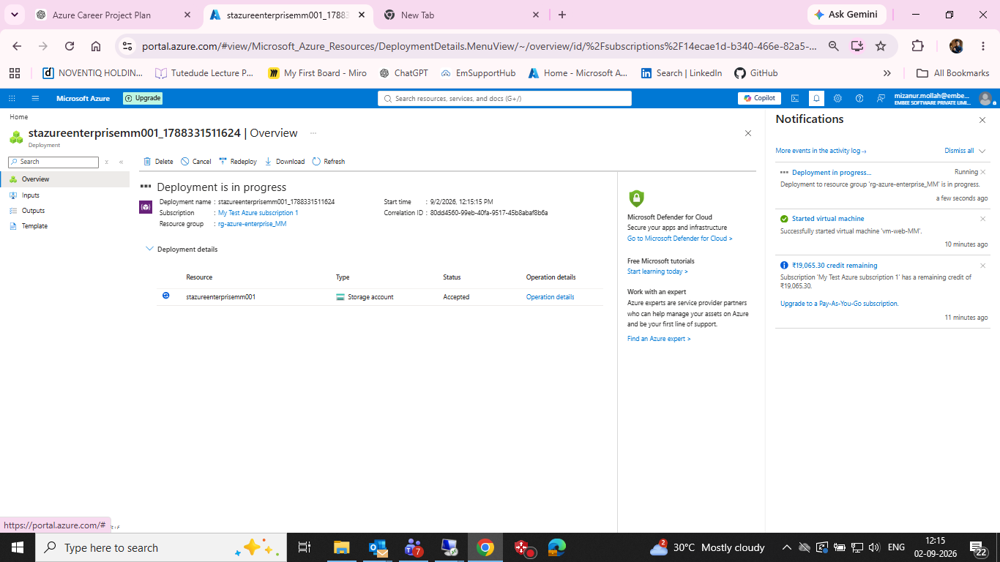 Azure Career Project Plan
stazureenterprisemm001_1788
New Tab
Ask Gemini
portal.azure.com/#view/Microsoft_Azure_Resources/DeploymentDetails.MenuView/~/overview/id/%2Fsubscriptions%2F14ecae1d-b340-466e-82a5-...
NOVENTIQ HOLDIN...
Tutedude Lecture P...
My First Board - Miro
ChatGPT
EmSupportHub
Home - Microsoft A...
Search | LinkedIn
GitHub
»
All Bookmarks
Microsoft Azure
Upgrade
Search resources, services, and docs (G+/)
Copilot
mizanur.mollah@embe...
EMBEE SOFTWARE PRIVATE LIMI...
Home
stazureenterprisemm001_1788331511624 | Overview ...
Deployment
Search
Overview
Inputs
Outputs
Template
Delete
Cancel
Redeploy
Download
Refresh
Deployment is in progress
Deployment name : stazureenterprisemm001_1788331511624
Subscription : My Test Azure subscription 1
Resource group : rg-azure-enterprise_MM
Start time : 9/2/2026, 12:15:15 PM
Correlation ID : 80dd4560-99eb-40fa-9517-45b8abaf8b6a
Deployment details
Resource Type Status Operation details
stazureenterprisemm001 Storage account Accepted Operation details
Microsoft Defender for Cloud
Secure your apps and infrastructure
Go to Microsoft Defender for Cloud >
Free Microsoft tutorials
Start learning today >
Work with an expert
Azure experts are service provider partners
who can help manage your assets on Azure
and be your first line of support.
Find an Azure expert >
Notifications
More events in the activity log→
Dismiss all
Deployment in progress...
Running
Deployment to resource group 'rg-azure-enterprise_MM' is in progress.
a few seconds ago
Started virtual machine
Successfully started virtual machine 'vm-web-MM'.
10 minutes ago
₹19,065.30 credit remaining
Subscription 'My Test Azure subscription 1' has a remaining credit of
₹19,065.30.
Upgrade to a Pay-As-You-Go subscription.
11 minutes ago
https://portal.azure.com/#
Type here to search
7
2
30°C Mostly cloudy
ENG
12:15
02-09-2026
22